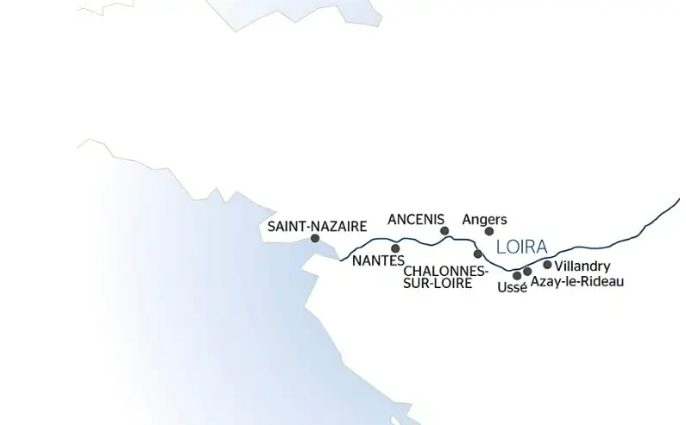 ANCENIS
Angers
SAINT-NAZAIRE
LOIRA
NANTES
CHALONNES-
SUR-LOIRE
Villandry
Azay-le-Rideau
Ussé